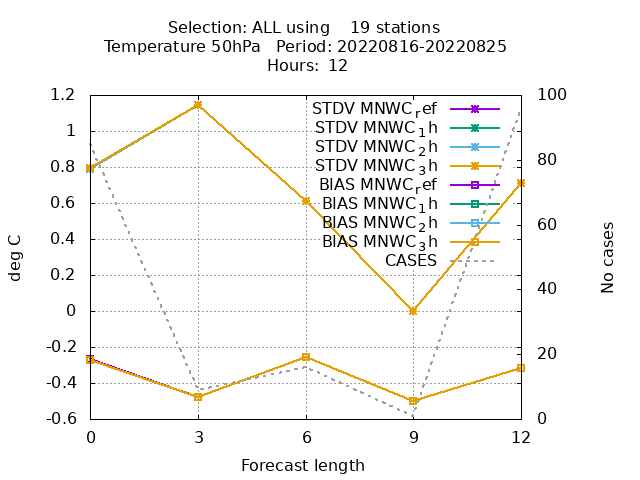 Selection: ALL using 19 stations
Temperature 50hPa Period: 20220816-20220825
Hours: 12
1.2
1
0.8
0.6
0.4
0.2
0
-0.2
-0.4
-0.6
100
80
60
40
20
0
STDV MNWC_ref
STDV MNWC_1h
STDV MNWC_2h
STDV MNWC_3h
BIAS MNWC_ref
BIAS MNWC_1h
BIAS MNWC_2h
BIAS MNWC_3h
CASES
deg C
No cases
0 3 6 9 12
Forecast length